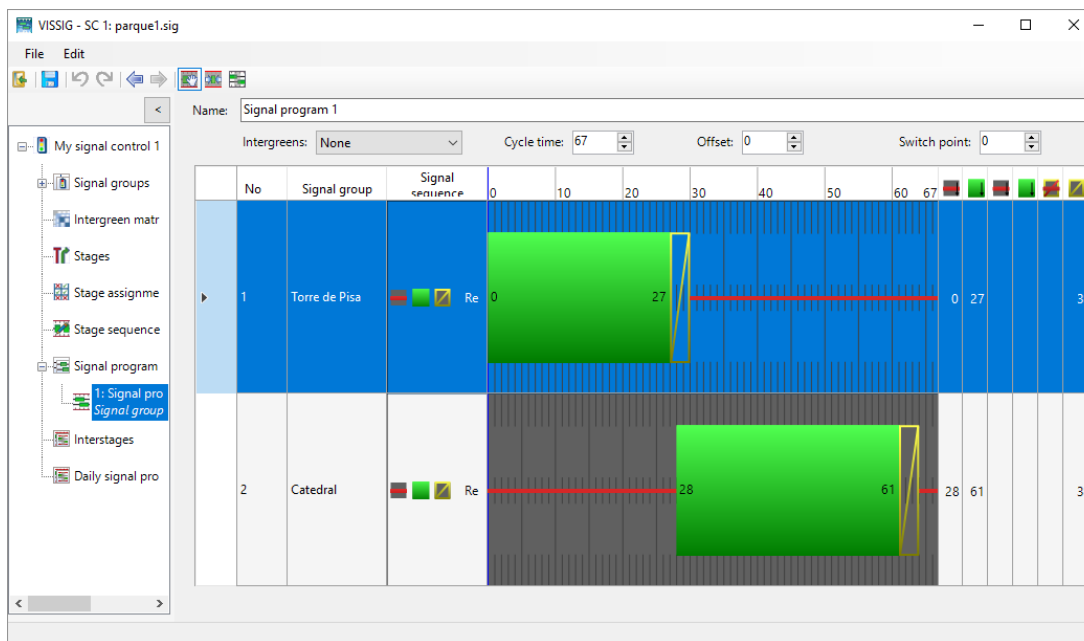 VISSIG - SC 1: parque1.sig
File Edit
<
Name: Signal program 1
Intergreens: None Cycle time: 67 Offset: 0 Switch point: 0
My signal control 1
Signal groups
Intergreen matr
Stages
Stage assignme
Stage sequence
Signal program
1: Signal pro
Signal group
Interstages
Daily signal pro
No Signal group Signal sequence 0 10 20 30 40 50 60 67
1 Torre de Pisa Re 0 27 0 27 3
2 Catedral Re 28 61 28 61 3